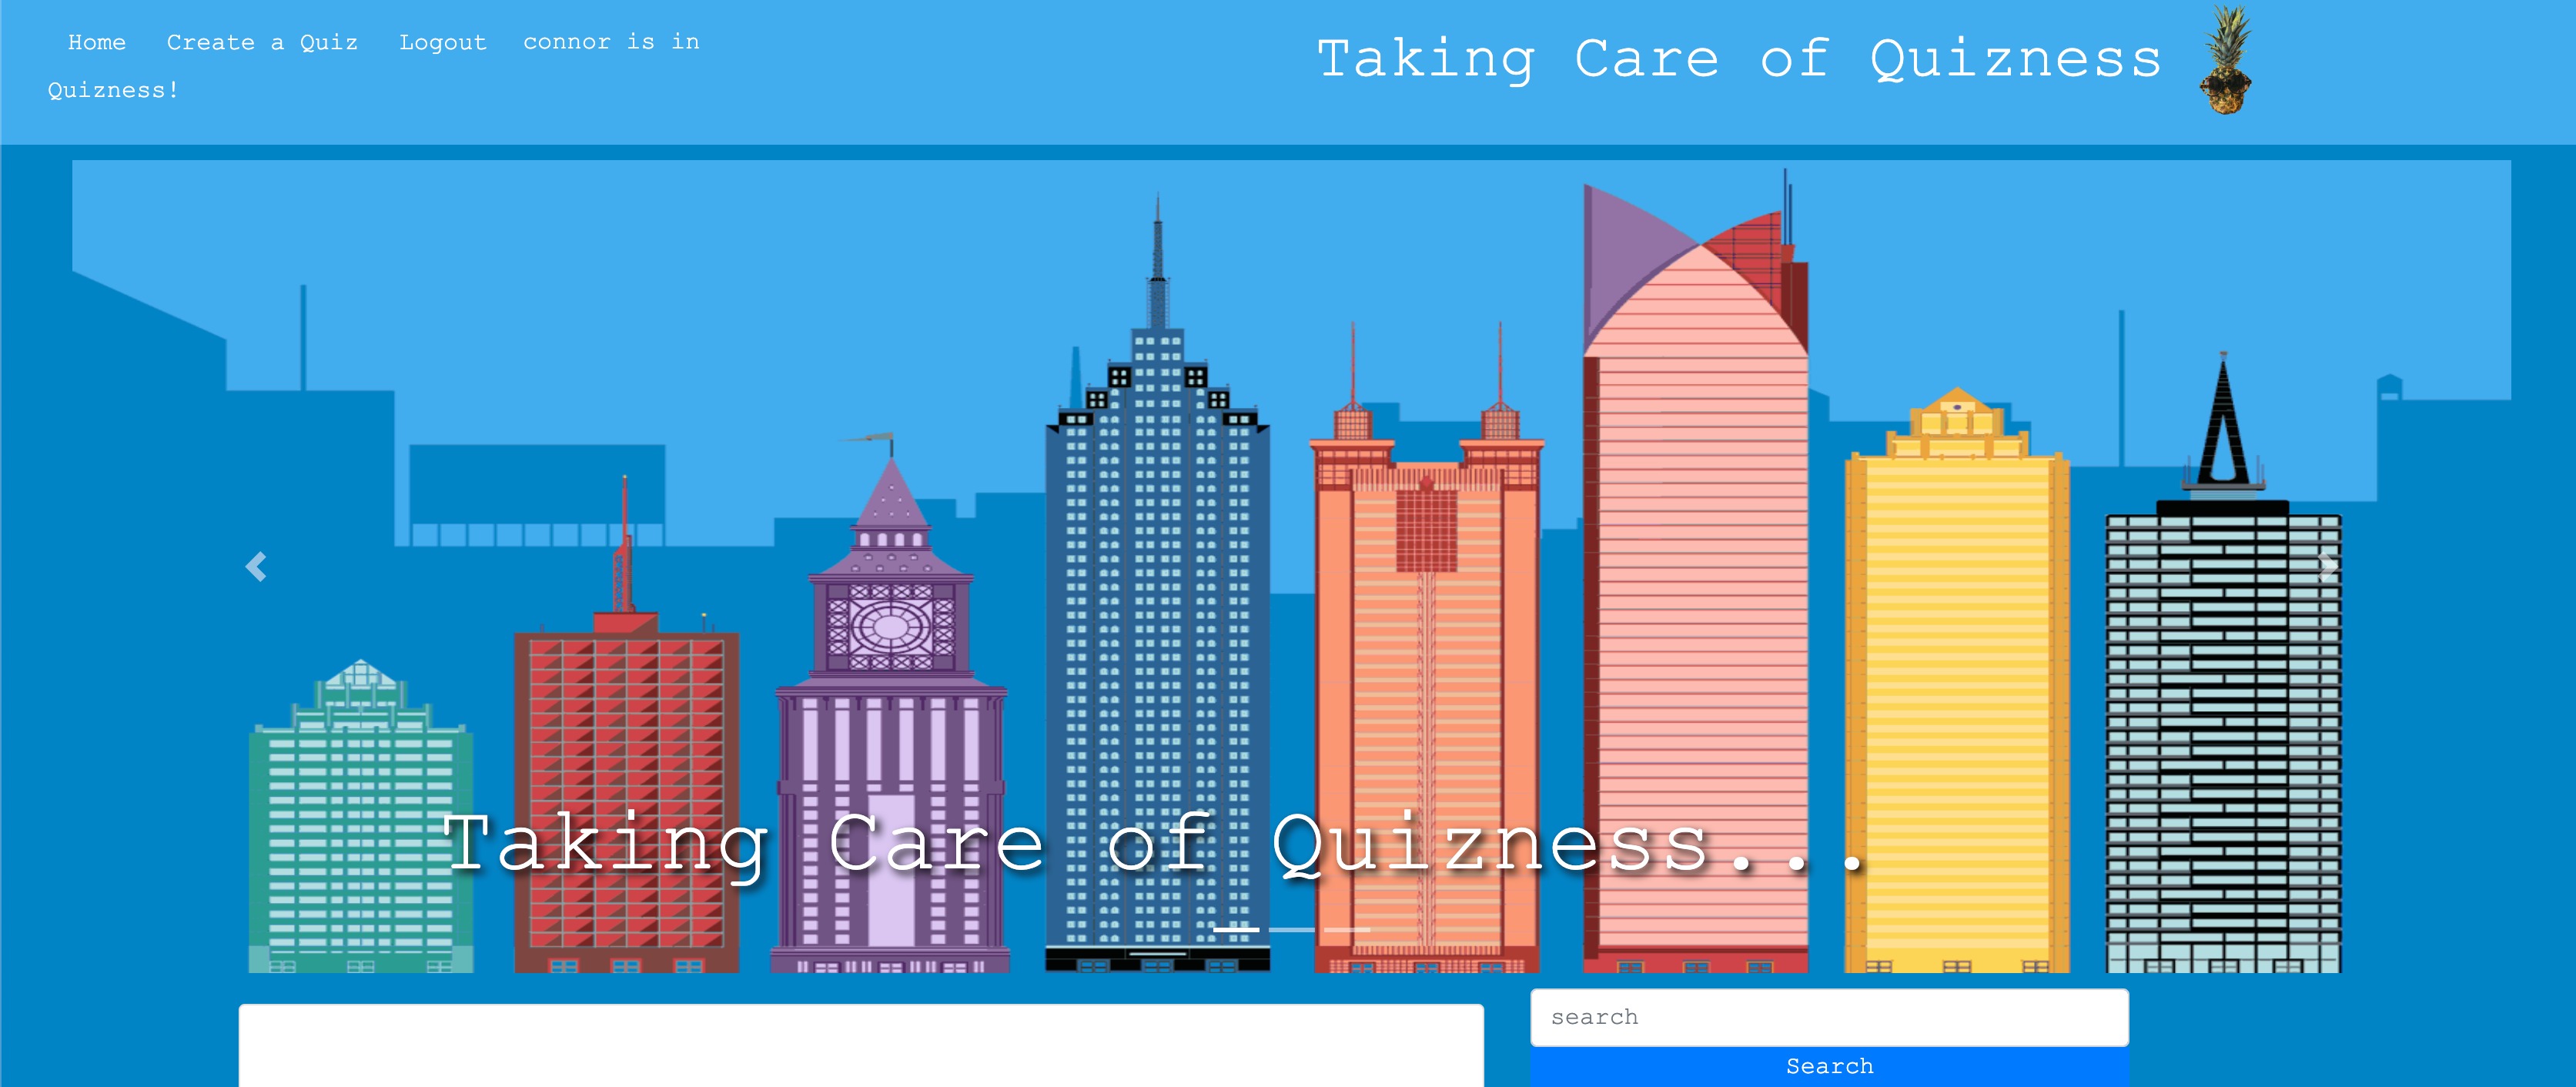 Home Create a Quiz Logout connor is in
Quizness!
Taking Care of Quizness
Taking Care of Quizness...
search
Search